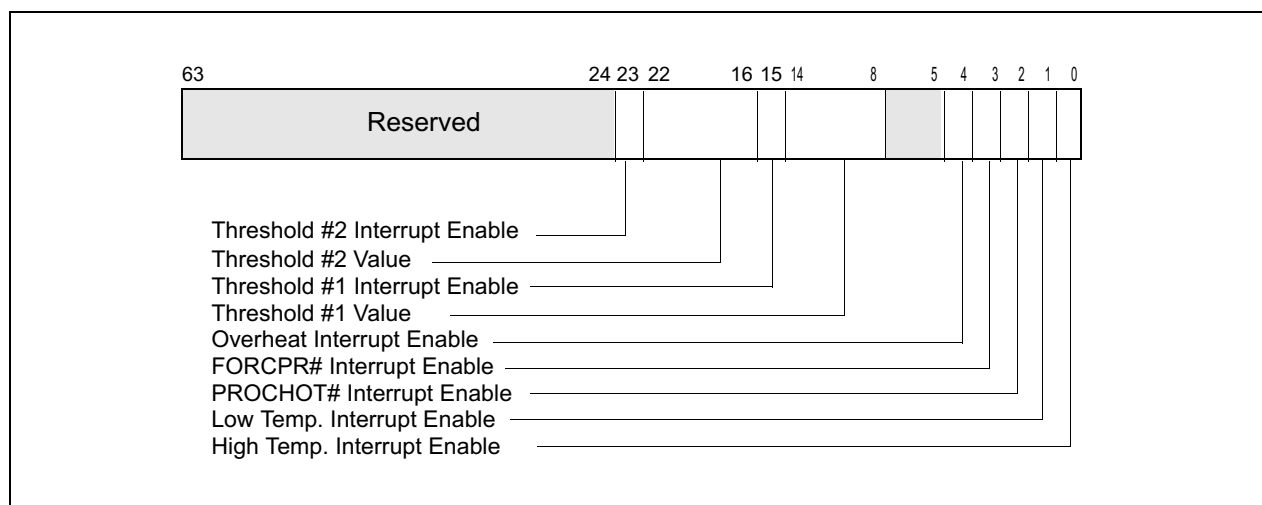 63 24 23 22 16 15 14 8 5 4 3 2 1 0
Reserved
Threshold #2 Interrupt Enable
Threshold #2 Value
Threshold #1 Interrupt Enable
Threshold #1 Value
Overheat Interrupt Enable
FORCPR# Interrupt Enable
PROCHOT# Interrupt Enable
Low Temp. Interrupt Enable
High Temp. Interrupt Enable